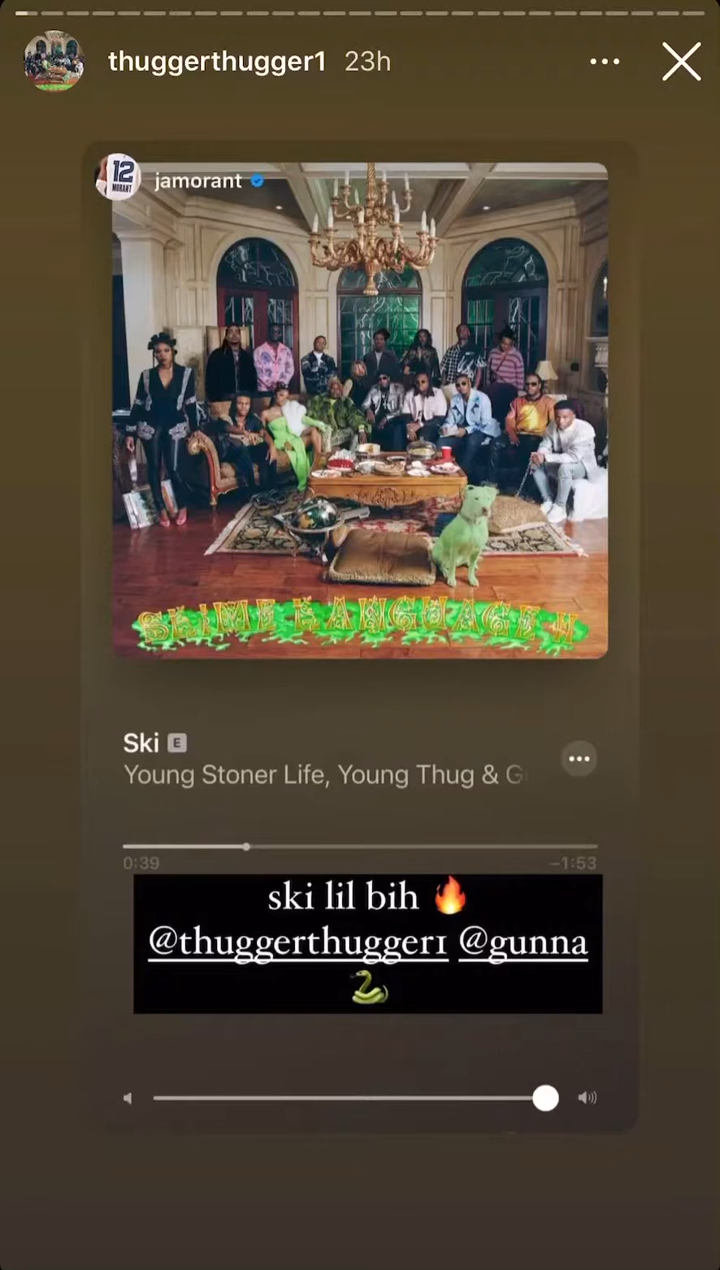 thuggerthugger1 23h
12
MORANT
jamorant
SLiME LANGUAGE II
Ski E
Young Stoner Life, Young Thug & G
0:39 −1:53
ski lil bih 🔥
@thuggerthugger1 @gunna
🐍